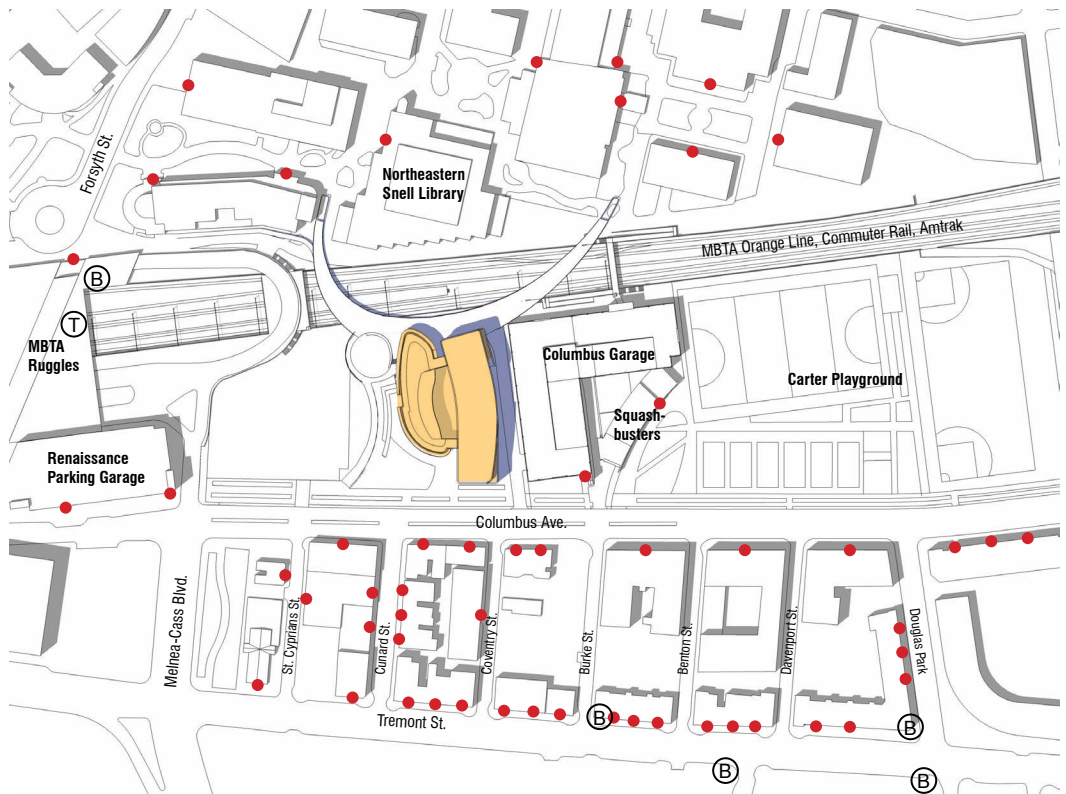 Forsyth St.
Northeastern
Snell Library
MBTA Orange Line, Commuter Rail, Amtrak
B
T
MBTA
Ruggles
Columbus Garage
Carter Playground
Squash-
busters
Renaissance
Parking Garage
Columbus Ave.
Melnea-Cass Blvd.
St. Cyprians St.
Cunard St.
Coventry St.
Burke St.
Benton St.
Davenport St.
Douglas Park
Tremont St.
B
B
B
B